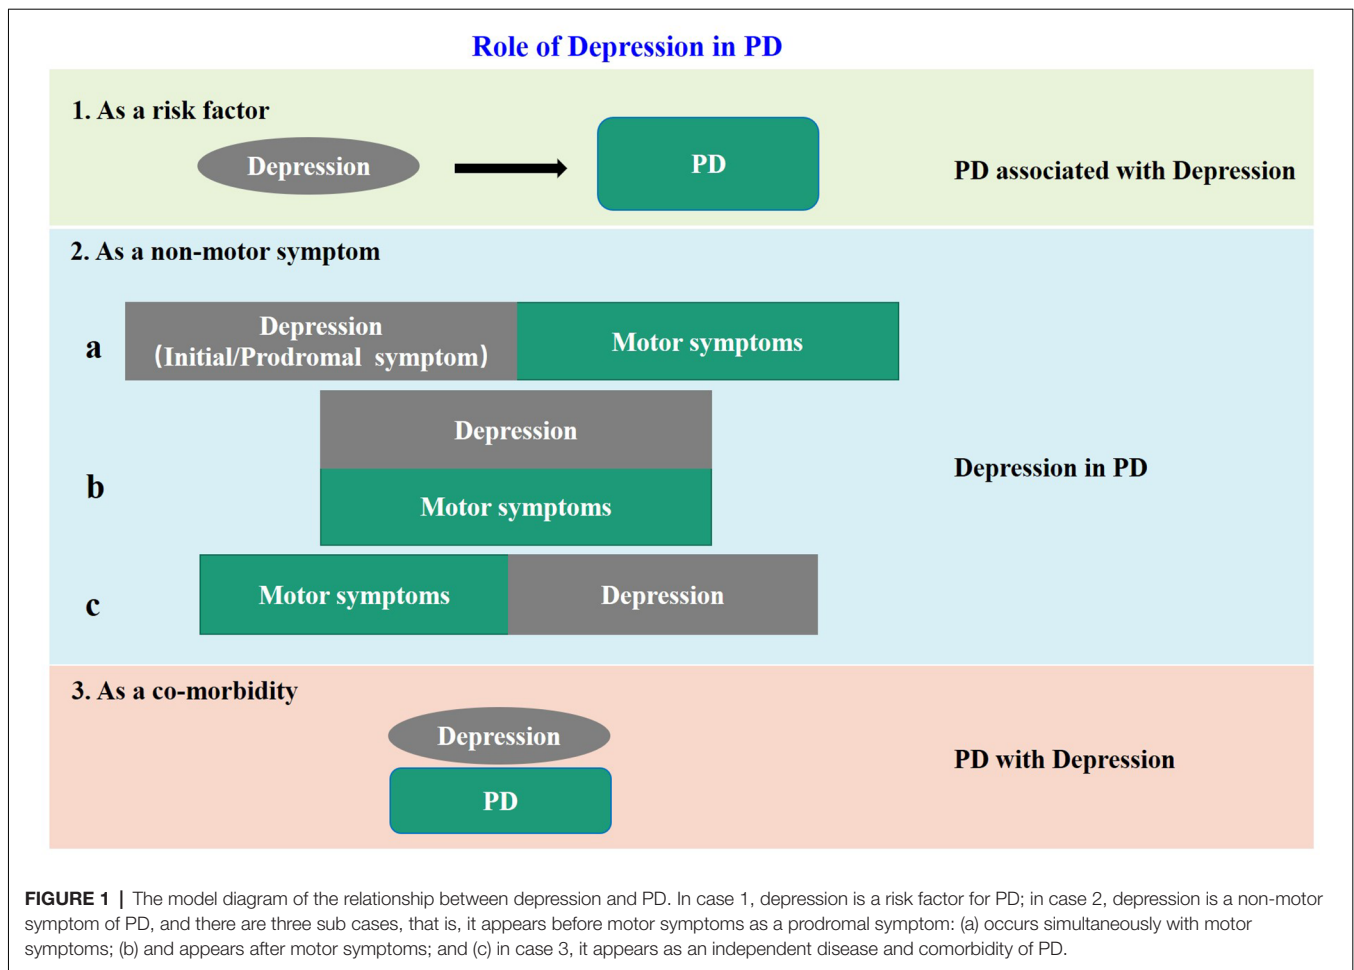 Role of Depression in PD
1. As a risk factor
Depression
PD
PD associated with Depression
2. As a non-motor symptom
a
Depression
(Initial/Prodromal symptom)
Motor symptoms
Depression
b
Motor symptoms
Depression in PD
c
Motor symptoms
Depression
3. As a co-morbidity
Depression
PD
PD with Depression
FIGURE 1 | The model diagram of the relationship between depression and PD. In case 1, depression is a risk factor for PD; in case 2, depression is a non-motor
symptom of PD, and there are three sub cases, that is, it appears before motor symptoms as a prodromal symptom: (a) occurs simultaneously with motor
symptoms; (b) and appears after motor symptoms; and (c) in case 3, it appears as an independent disease and comorbidity of PD.